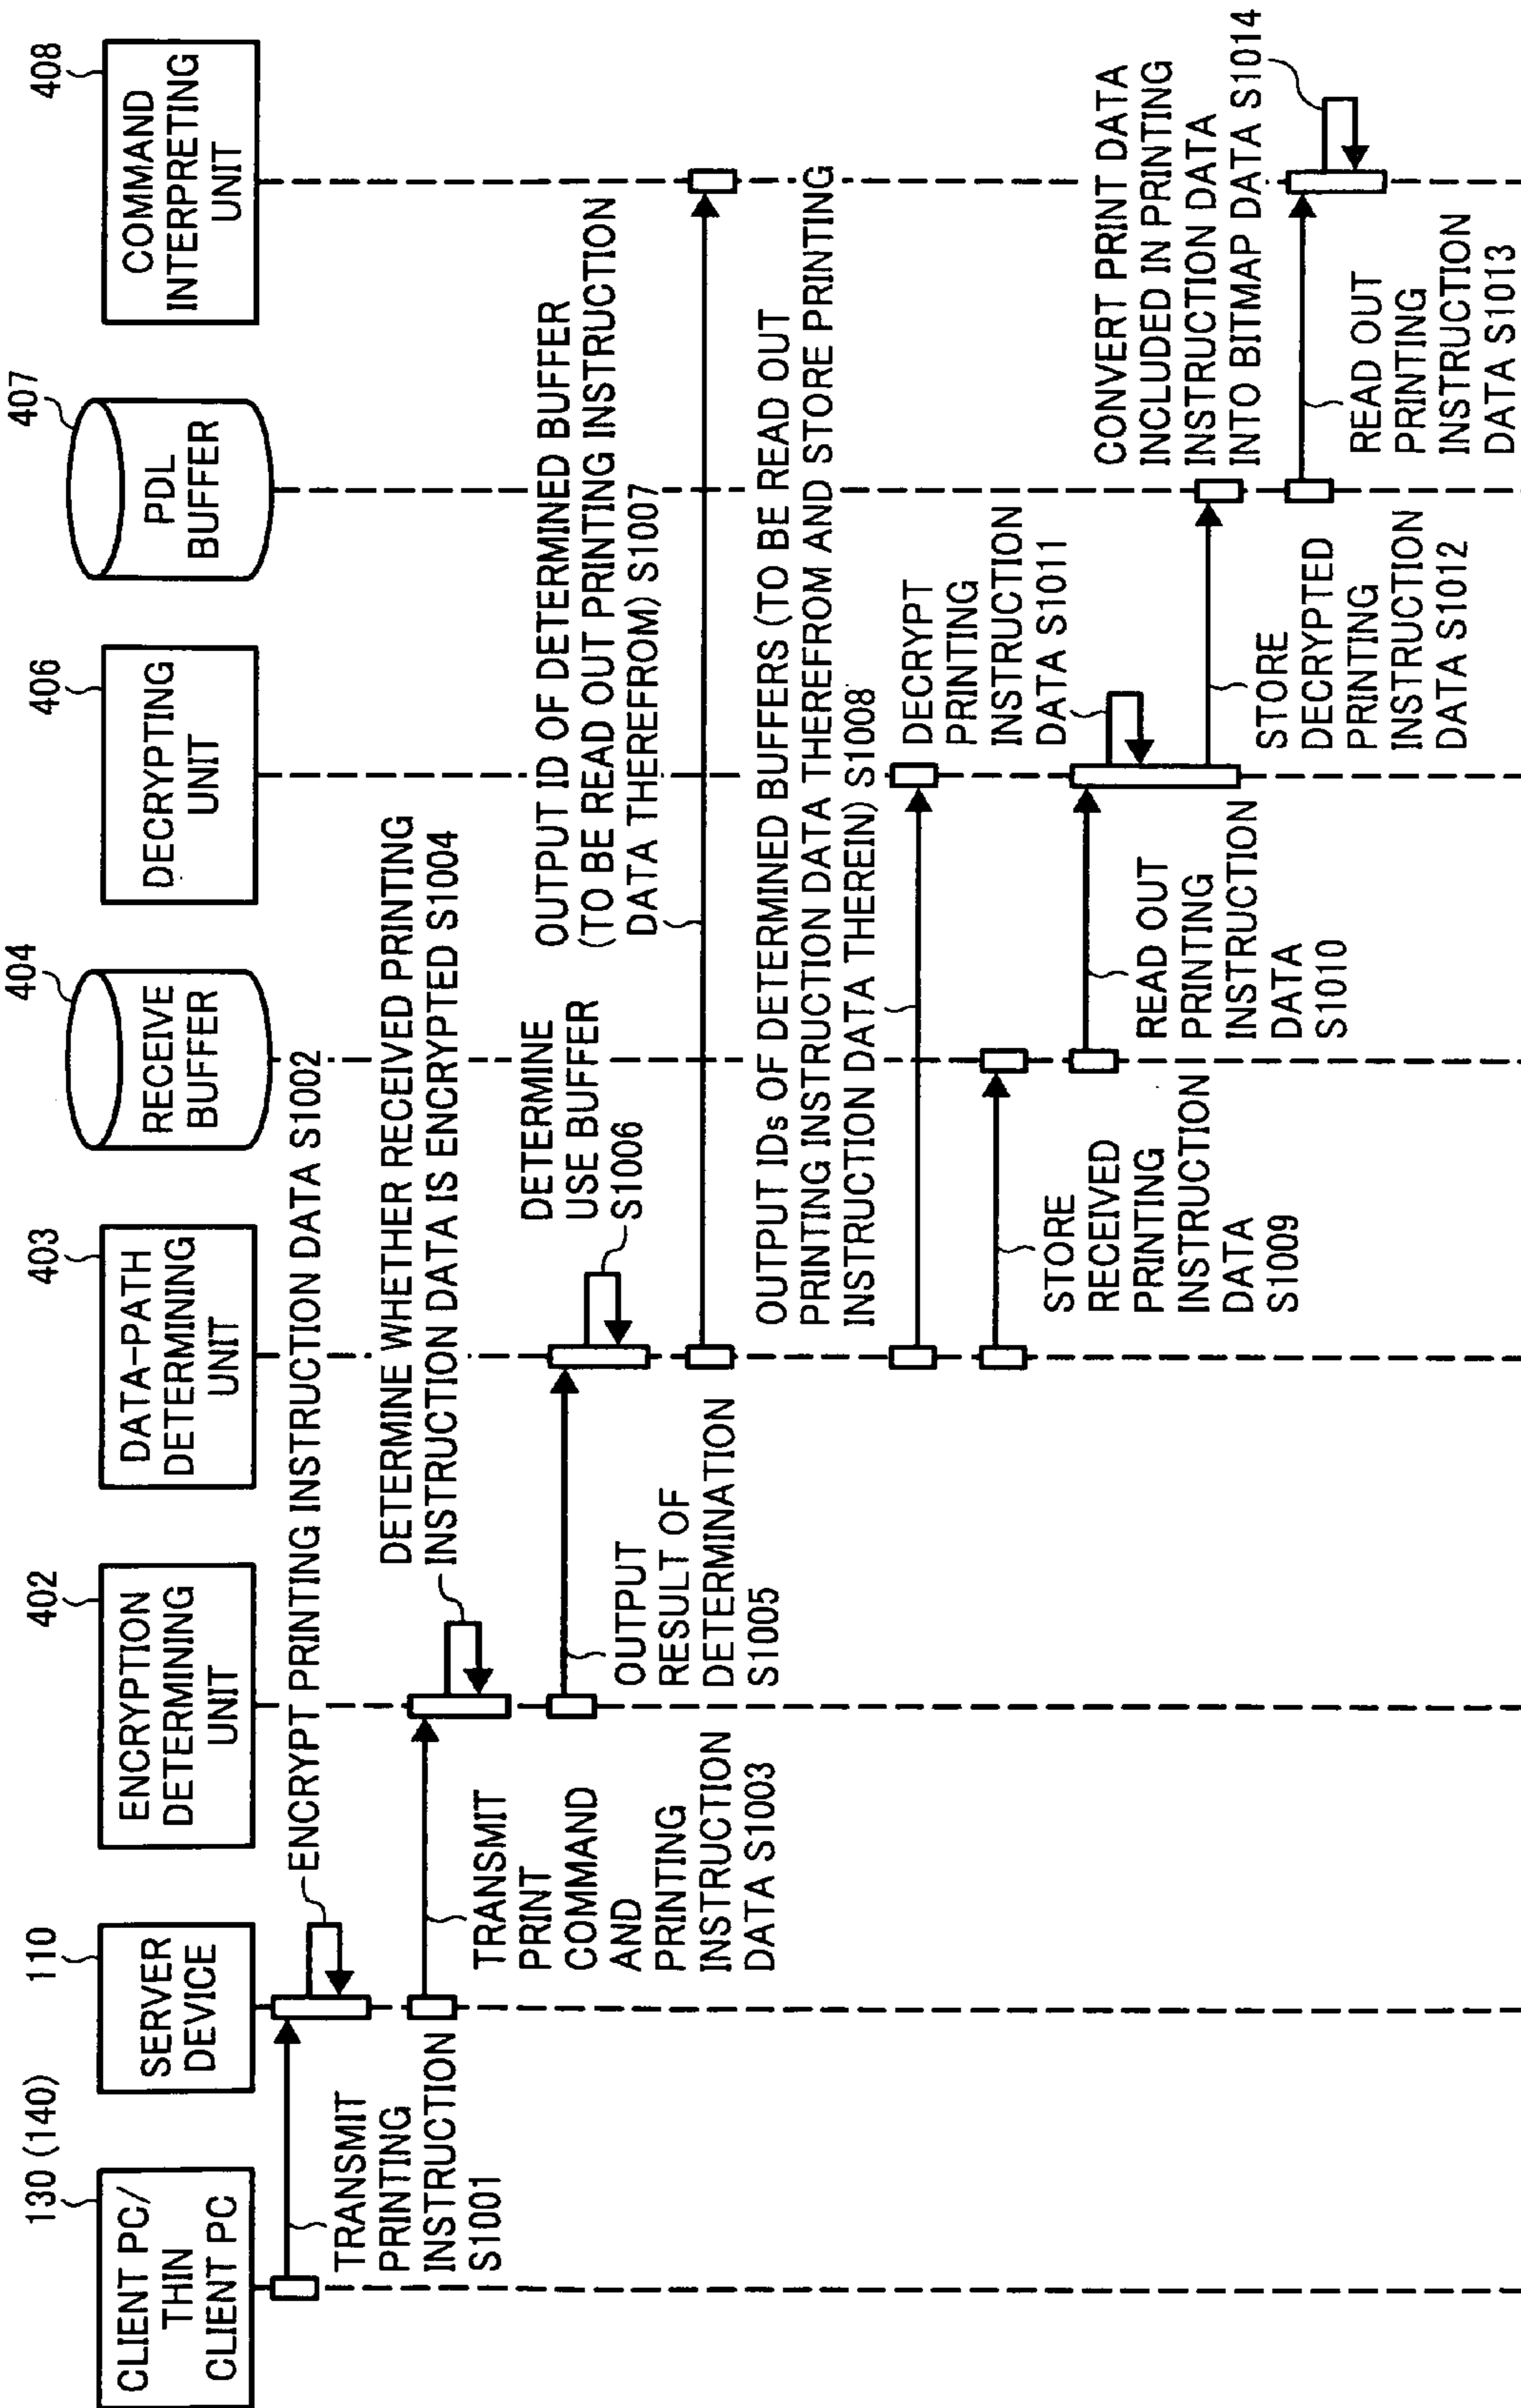 130 (140)
CLIENT PC/
THIN
CLIENT PC
110
SERVER
DEVICE
402
ENCRYPTION
DETERMINING
UNIT
403
DATA-PATH
DETERMINING
UNIT
404
RECEIVE
BUFFER
406
DECRYPTING
UNIT
407
PDL
BUFFER
408
COMMAND
INTERPRETING
UNIT
TRANSMIT
PRINTING
INSTRUCTION
S1001
ENCRYPT PRINTING INSTRUCTION DATA S1002
TRANSMIT
PRINT
COMMAND
AND
PRINTING
INSTRUCTION
DATA S1003
DETERMINE WHETHER RECEIVED PRINTING
INSTRUCTION DATA IS ENCRYPTED S1004
OUTPUT
RESULT OF
DETERMINATION
S1005
DETERMINE
USE BUFFER
S1006
OUTPUT ID OF DETERMINED BUFFER
(TO BE READ OUT PRINTING INSTRUCTION
DATA THEREFROM) S1007
OUTPUT IDs OF DETERMINED BUFFERS (TO BE READ OUT
PRINTING INSTRUCTION DATA THEREFROM AND STORE PRINTING
INSTRUCTION DATA THEREIN) S1008
STORE
RECEIVED
PRINTING
INSTRUCTION
DATA
S1009
READ OUT
PRINTING
INSTRUCTION
DATA
S1010
DECRYPT
PRINTING
INSTRUCTION
DATA S1011
STORE
DECRYPTED
PRINTING
INSTRUCTION
DATA S1012
READ OUT
PRINTING
INSTRUCTION
DATA S1013
CONVERT PRINT DATA
INCLUDED IN PRINTING
INSTRUCTION DATA
INTO BITMAP DATA S1014